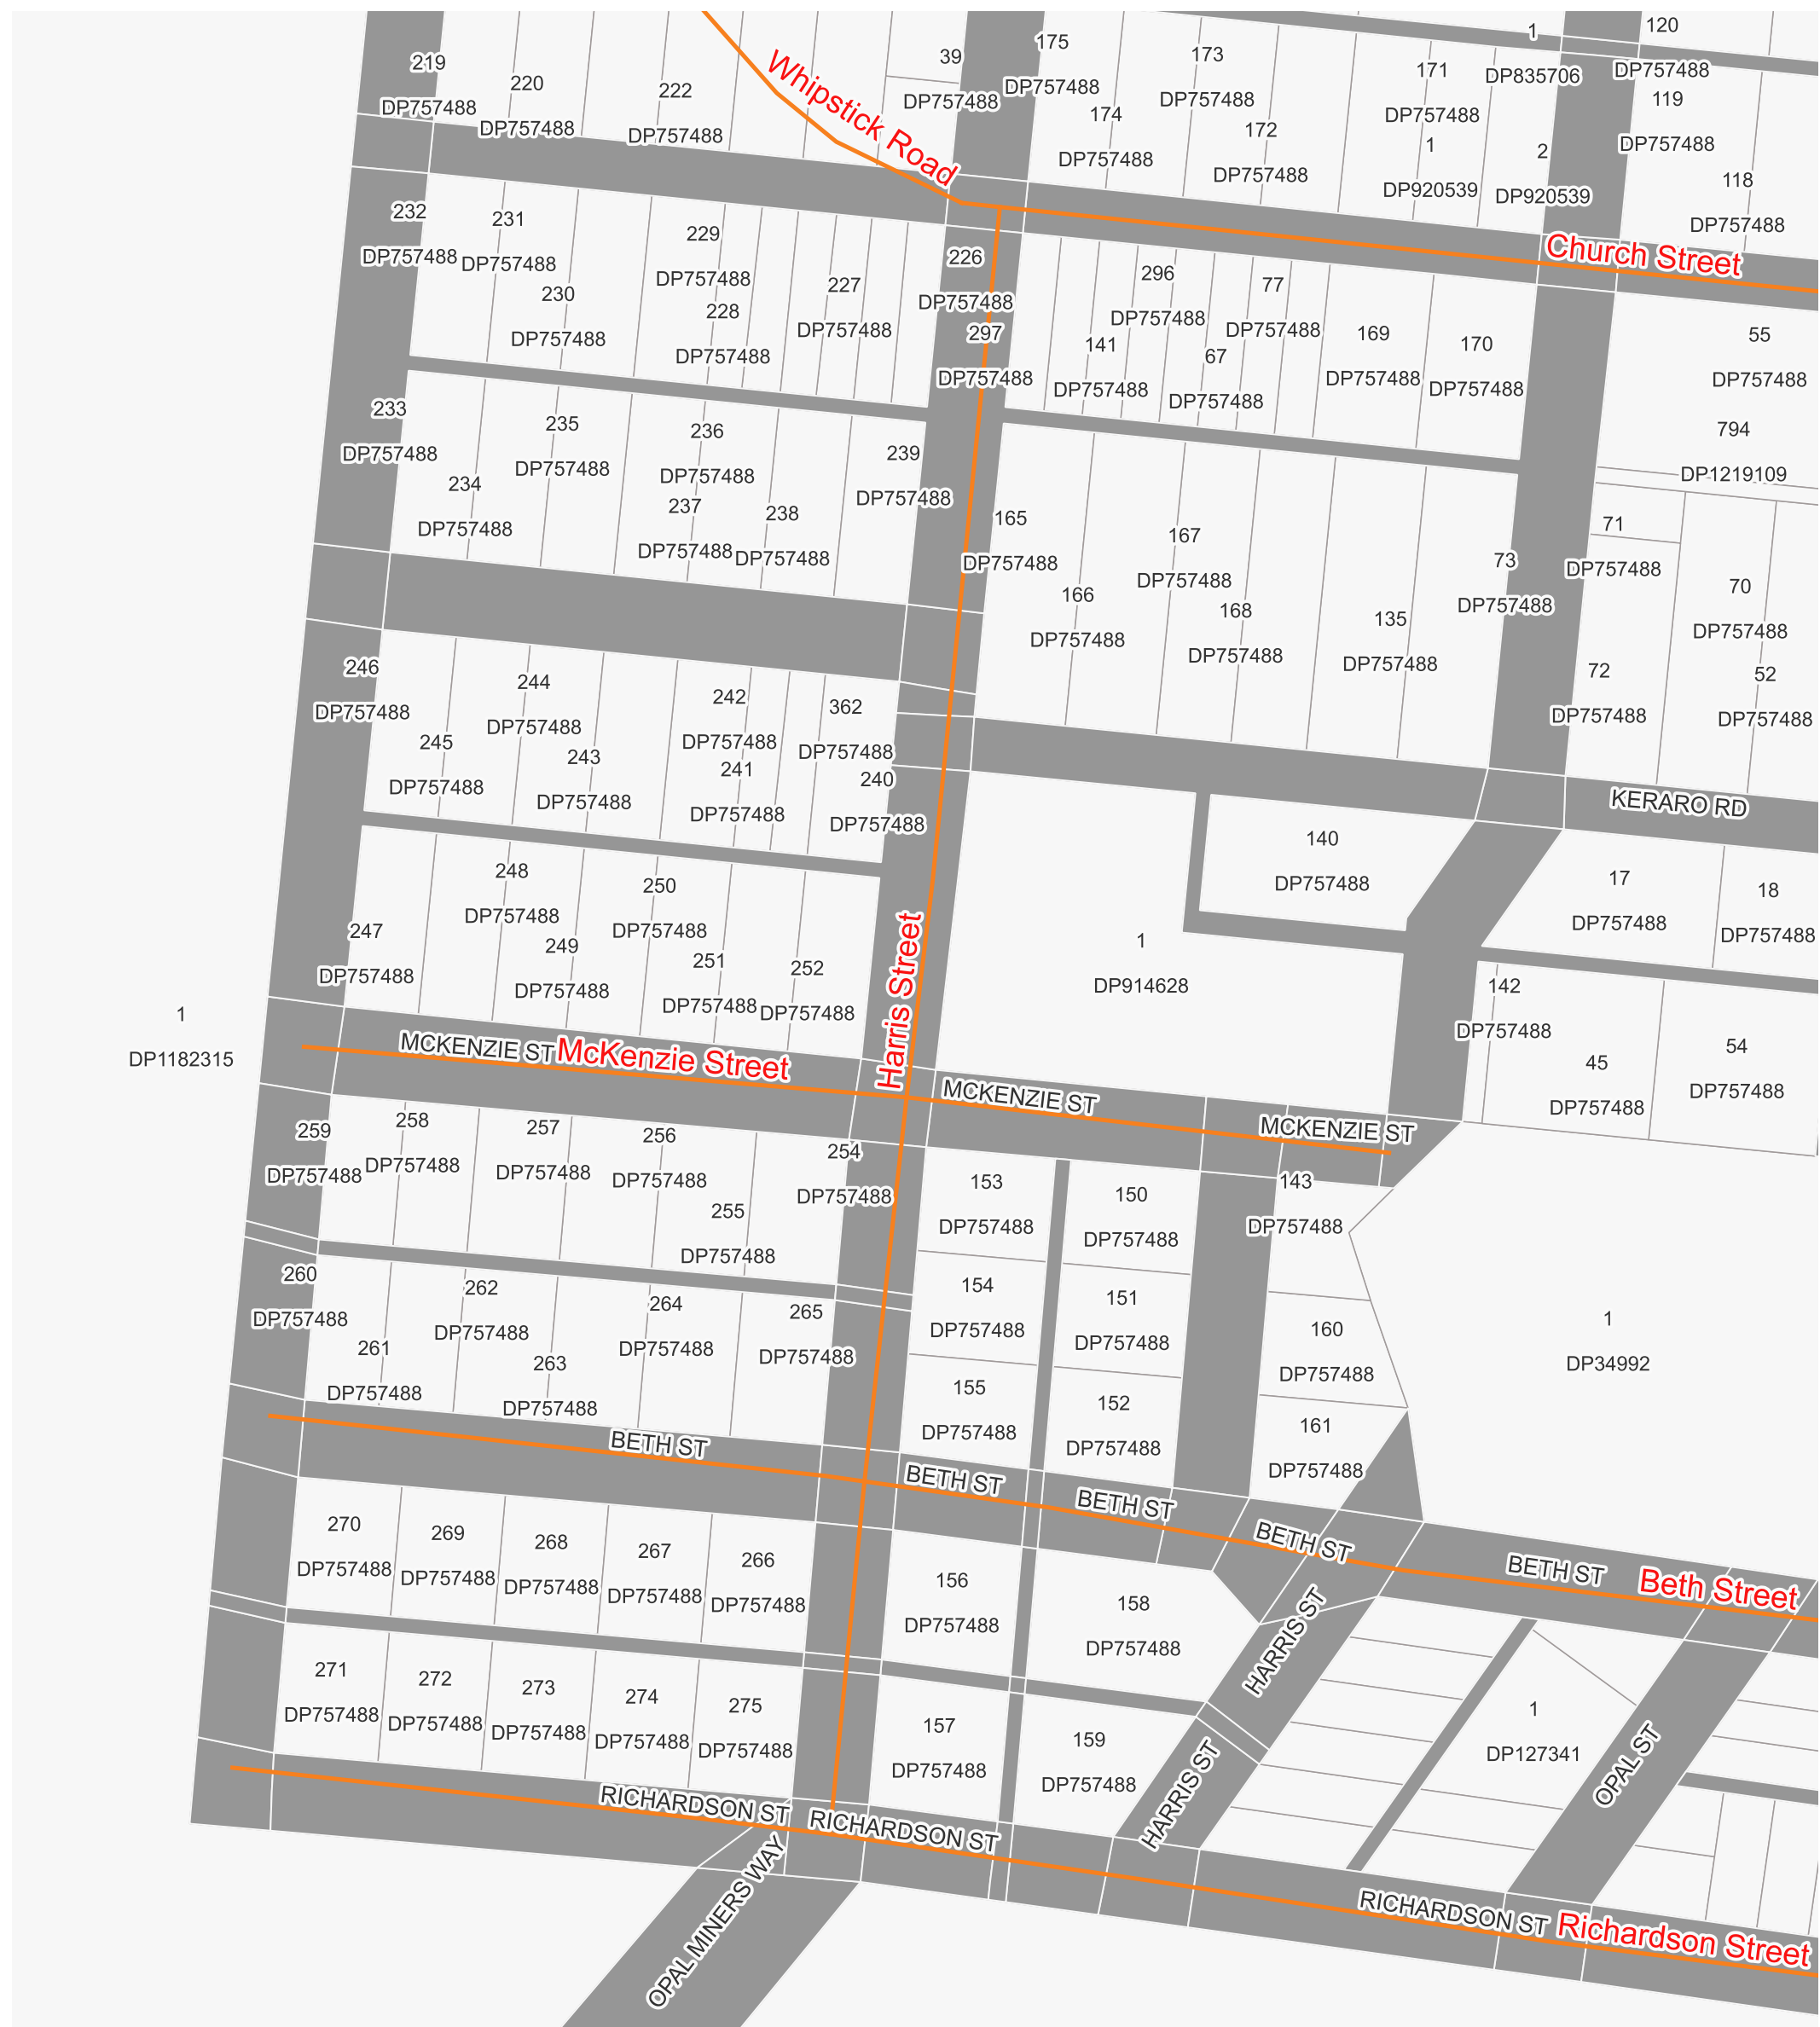 219
DP757488
220
DP757488
222
DP757488
Whipstick Road
39
DP757488
175
DP757488
174
DP757488
173
DP757488
172
DP757488
171
DP757488
1
DP920539
1
DP835706
2
DP920539
120
DP757488
119
DP757488
118
DP757488
Church Street
232
DP757488
231
DP757488
230
DP757488
229
DP757488
228
DP757488
227
DP757488
226
DP757488
297
DP757488
141
DP757488
296
DP757488
67
DP757488
77
DP757488
169
DP757488
170
DP757488
55
DP757488
794
DP1219109
233
DP757488
234
DP757488
235
DP757488
236
DP757488
237
DP757488
238
DP757488
239
DP757488
165
DP757488
166
DP757488
167
DP757488
168
DP757488
135
DP757488
73
DP757488
71
DP757488
70
DP757488
72
DP757488
52
DP757488
246
DP757488
245
DP757488
244
DP757488
243
DP757488
242
DP757488
241
DP757488
362
DP757488
240
DP757488
KERARO RD
140
DP757488
17
DP757488
18
DP757488
247
DP757488
248
DP757488
249
DP757488
250
DP757488
251
DP757488
252
DP757488
Harris Street
1
DP914628
142
DP757488
45
DP757488
54
DP757488
1
DP1182315
MCKENZIE ST
McKenzie Street
MCKENZIE ST
MCKENZIE ST
259
DP757488
258
DP757488
257
DP757488
256
DP757488
255
DP757488
254
DP757488
153
DP757488
150
DP757488
143
DP757488
260
DP757488
261
DP757488
262
DP757488
263
DP757488
264
DP757488
265
DP757488
154
DP757488
151
DP757488
160
DP757488
1
DP34992
155
DP757488
152
DP757488
161
DP757488
BETH ST
BETH ST
BETH ST
BETH ST
BETH ST
Beth Street
270
DP757488
269
DP757488
268
DP757488
267
DP757488
266
DP757488
156
DP757488
158
DP757488
HARRIS ST
271
DP757488
272
DP757488
273
DP757488
274
DP757488
275
DP757488
157
DP757488
159
DP757488
HARRIS ST
1
DP127341
OPAL ST
RICHARDSON ST
RICHARDSON ST
OPAL MINERS WAY
RICHARDSON ST
Richardson Street